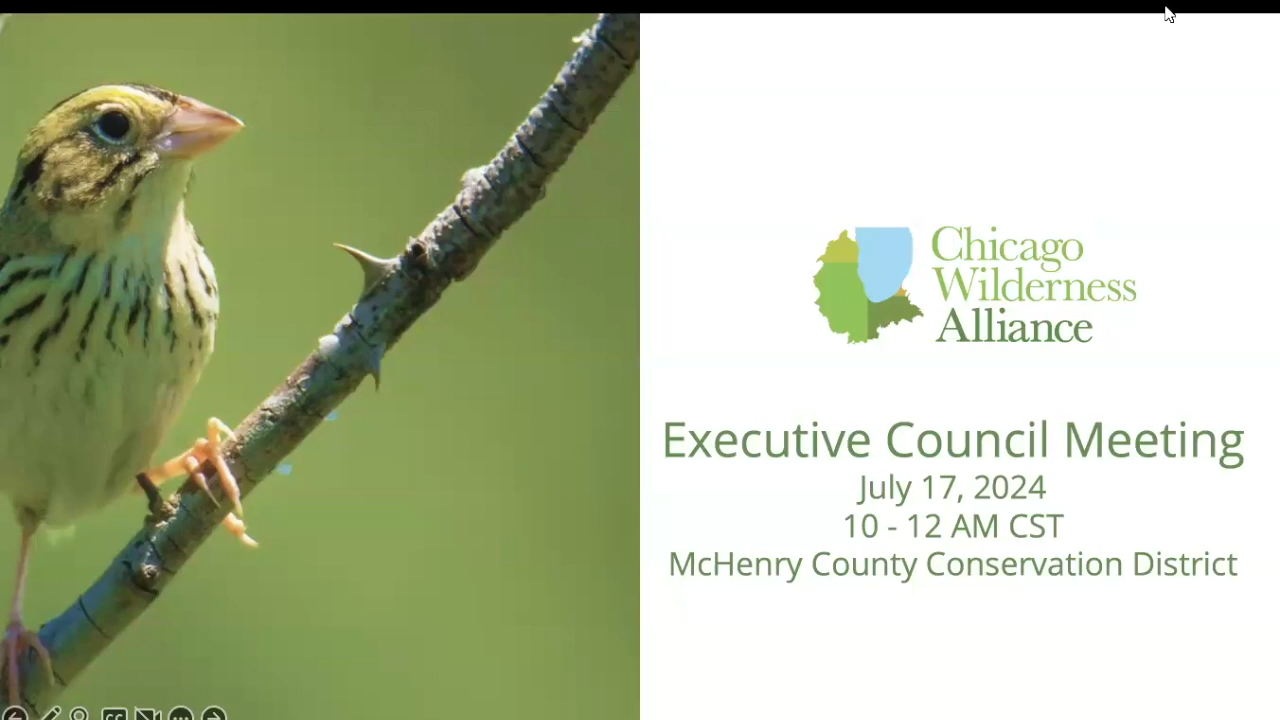 Chicago
Wilderness
Alliance
Executive Council Meeting
July 17, 2024
10 - 12 AM CST
McHenry County Conservation District